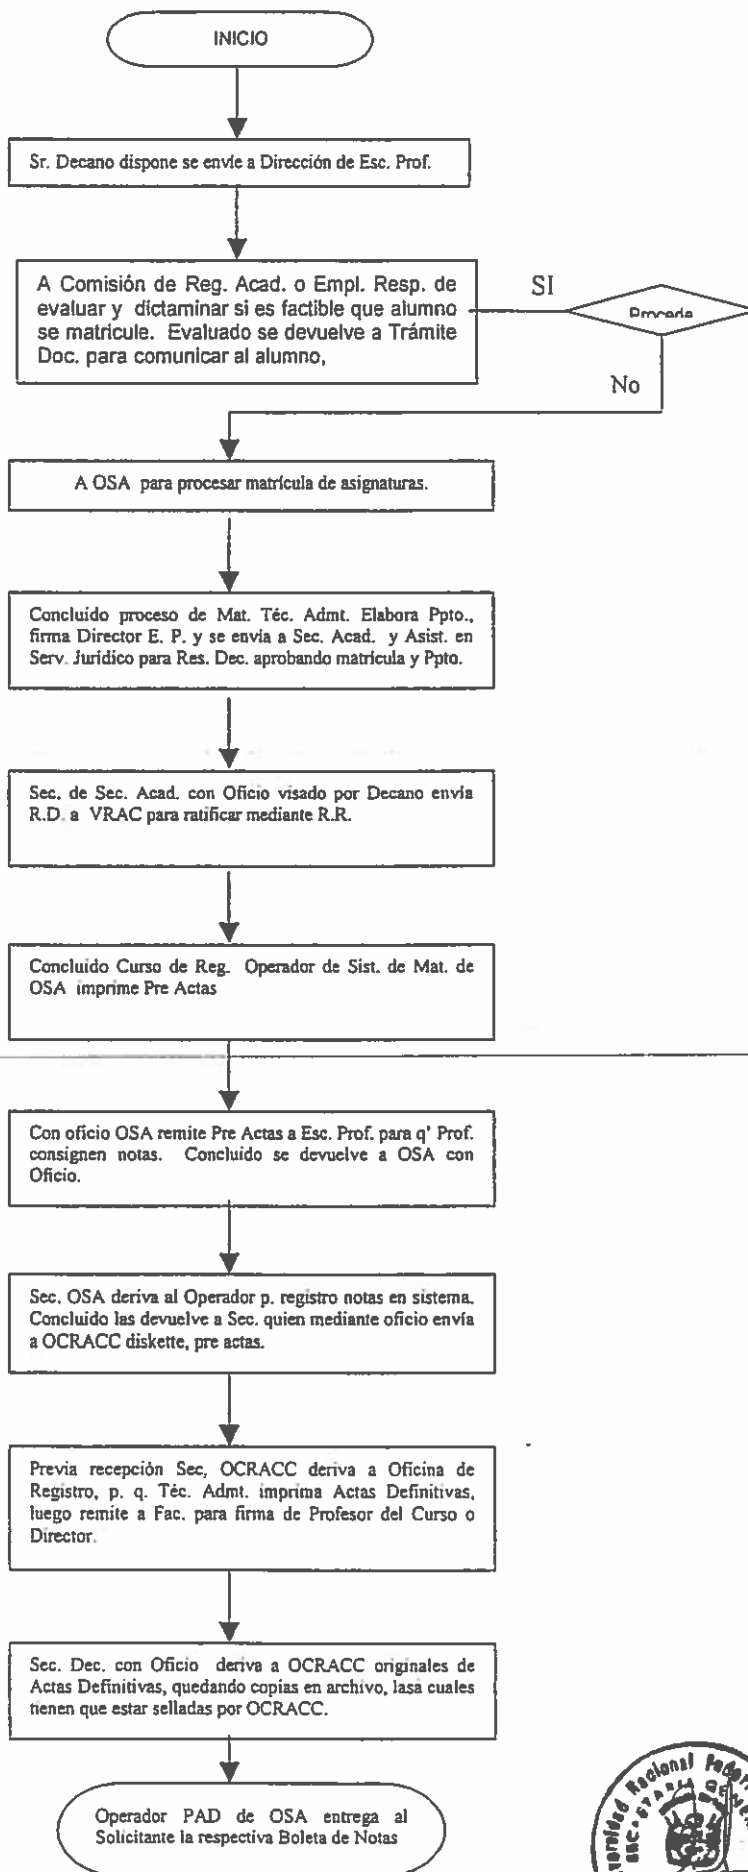 INICIO
Sr. Decano dispone se envíe a Dirección de Esc. Prof.
A Comisión de Reg. Acad. o Empl. Resp. de
evaluar y dictaminar si es factible que alumno
se matricule. Evaluado se devuelve a Trámite
Doc. para comunicar al alumno,
SI
Procede
No
A OSA para procesar matrícula de asignaturas.
Concluído proceso de Mat. Téc. Admt. Elabora Ppto.,
firma Director E. P. y se envia a Sec. Acad. y Asist. en
Serv. Jurídico para Res. Dec. aprobando matrícula y Ppto.
Sec. de Sec. Acad. con Oficio visado por Decano envía
R.D. a VRAC para ratificar mediante R.R.
Concluido Curso de Reg. Operador de Sist. de Mat. de
OSA imprime Pre Actas
Con oficio OSA remite Pre Actas a Esc. Prof. para q' Prof.
consignen notas. Concluido se devuelve a OSA con
Oficio.
Sec. OSA deriva al Operador p. registro notas en sistema.
Concluido las devuelve a Sec. quien mediante oficio envía
a OCRACC diskette, pre actas.
Previa recepción Sec, OCRACC deriva a Oficina de
Registro, p. q. Téc. Admt. imprima Actas Definitivas,
luego remite a Fac. para firma de Profesor del Curso o
Director.
Sec. Dec. con Oficio deriva a OCRACC originales de
Actas Definitivas, quedando copias en archivo, lasa cuales
tienen que estar selladas por OCRACC.
Operador PAD de OSA entrega al
Solicitante la respectiva Boleta de Notas